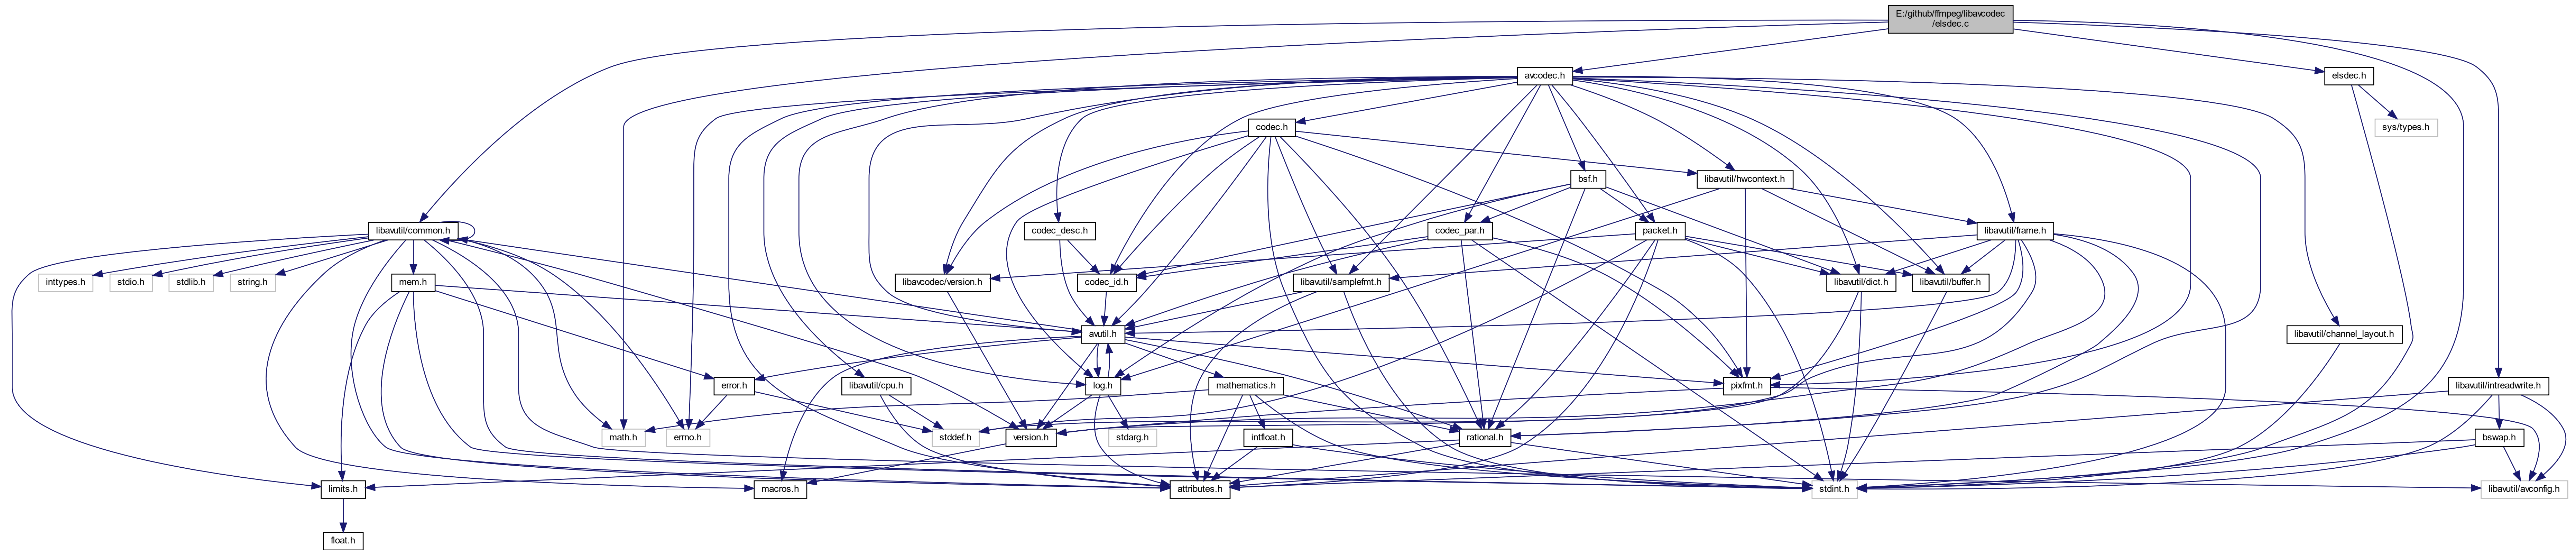 E:/github/ffmpeg/libavcodec
/elsdec.c
avcodec.h
elsdec.h
codec.h
sys/types.h
bsf.h
libavutil/hwcontext.h
libavutil/common.h
codec_desc.h
codec_par.h
packet.h
libavutil/frame.h
inttypes.h
stdio.h
stdlib.h
string.h
mem.h
libavcodec/version.h
codec_id.h
libavutil/samplefmt.h
libavutil/dict.h
libavutil/buffer.h
avutil.h
libavutil/channel_layout.h
error.h
libavutil/cpu.h
log.h
mathematics.h
pixfmt.h
libavutil/intreadwrite.h
math.h
errno.h
stddef.h
version.h
stdarg.h
intfloat.h
rational.h
bswap.h
limits.h
macros.h
attributes.h
stdint.h
libavutil/avconfig.h
float.h